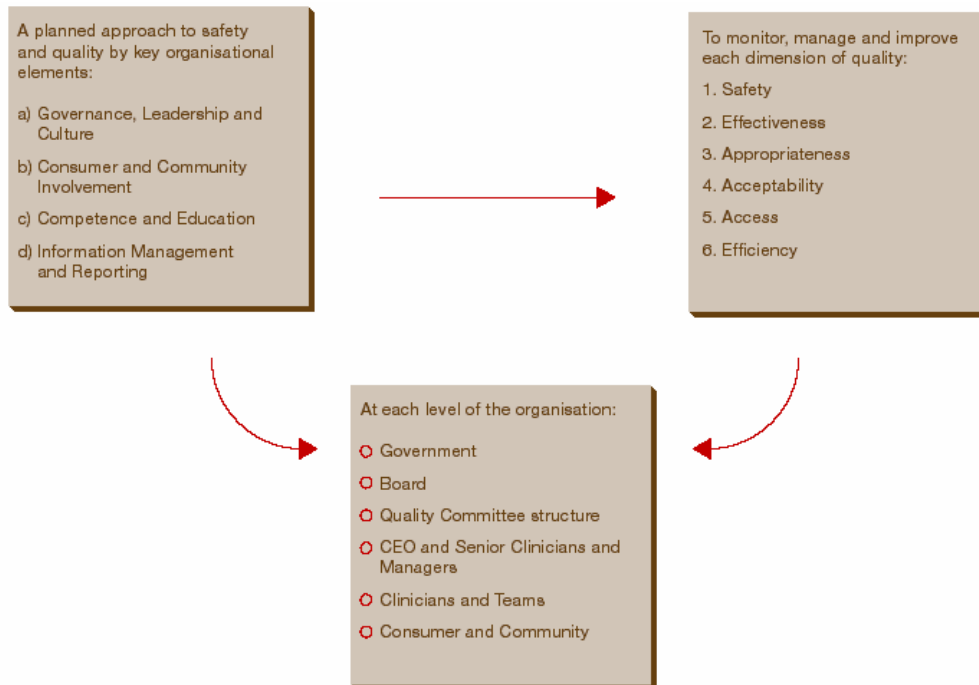 A planned approach to safety
and quality by key organisational
elements:
a) Governance, Leadership and
Culture
b) Consumer and Community
Involvement
c) Competence and Education
d) Information Management
and Reporting
To monitor, manage and improve
each dimension of quality:
1. Safety
2. Effectiveness
3. Appropriateness
4. Acceptability
5. Access
6. Efficiency
At each level of the organisation:
Government
Board
Quality Committee structure
CEO and Senior Clinicians and
Managers
Clinicians and Teams
Consumer and Community